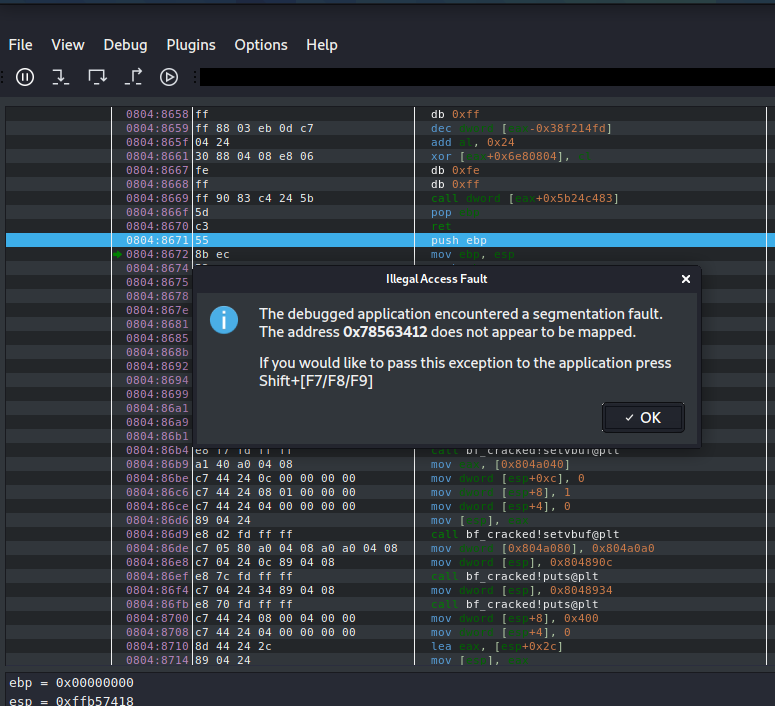 File View Debug Plugins Options Help
0804:8658 ff db 0xff
0804:8659 ff 88 03 eb 0d c7 dec [-0x38f214fd]
0804:865f 04 24 add al, 0x24
0804:8661 30 88 04 08 e8 06 xor [+0x6e80804],
0804:8667 fe db 0xfe
0804:8668 ff db 0xff
0804:8669 ff 90 83 c4 24 5b call dword [eax+0x5b24c483]
0804:866f 5d pop
0804:8670 c3 ret
0804:8671 55 push ebp
0804:8672 8b ec mov ebp, esp
0804:8674
0804:8675
0804:8678
0804:867e
0804:867f
0804:8681
0804:8685
0804:868b
0804:8692
0804:8694
0804:8699
0804:86a1
0804:86a9
0804:86b1
Illegal Access Fault
The debugged application encountered a segmentation fault.
The address 0x78563412 does not appear to be mapped.
If you would like to pass this exception to the application press
Shift+[F7/F8/F9]
OK
0804:86b4 e8 f7 fd ff ff call bf_cracked!setvbuf@plt
0804:86b9 a1 40 a0 04 08 mov eax, [0x804a040]
0804:86be c7 44 24 0c 00 00 00 00 mov dword [esp+0xc], 0
0804:86c6 c7 44 24 08 01 00 00 00 mov dword [esp+8], 1
0804:86ce c7 44 24 04 00 00 00 00 mov dword [esp+4], 0
0804:86d6 89 04 24 mov [esp], eax
0804:86d9 e8 d2 fd ff ff call bf_cracked!setvbuf@plt
0804:86de c7 05 80 a0 04 08 a0 a0 04 08 mov dword [0x804a080], 0x804a0a0
0804:86e8 c7 04 24 0c 89 04 08 mov dword [esp], 0x804890c
0804:86ef e8 7c fd ff ff call bf_cracked!puts@plt
0804:86f4 c7 04 24 34 89 04 08 mov dword [esp], 0x8048934
0804:86fb e8 70 fd ff ff call bf_cracked!puts@plt
0804:8700 c7 44 24 08 00 04 00 00 mov dword [esp+8], 0x400
0804:8708 c7 44 24 04 00 00 00 00 mov dword [esp+4], 0
0804:8710 8d 44 24 2c lea eax, [esp+0x2c]
0804:8714 89 04 24 mov [esp], eax
ebp = 0x00000000
esp = 0xffb57418